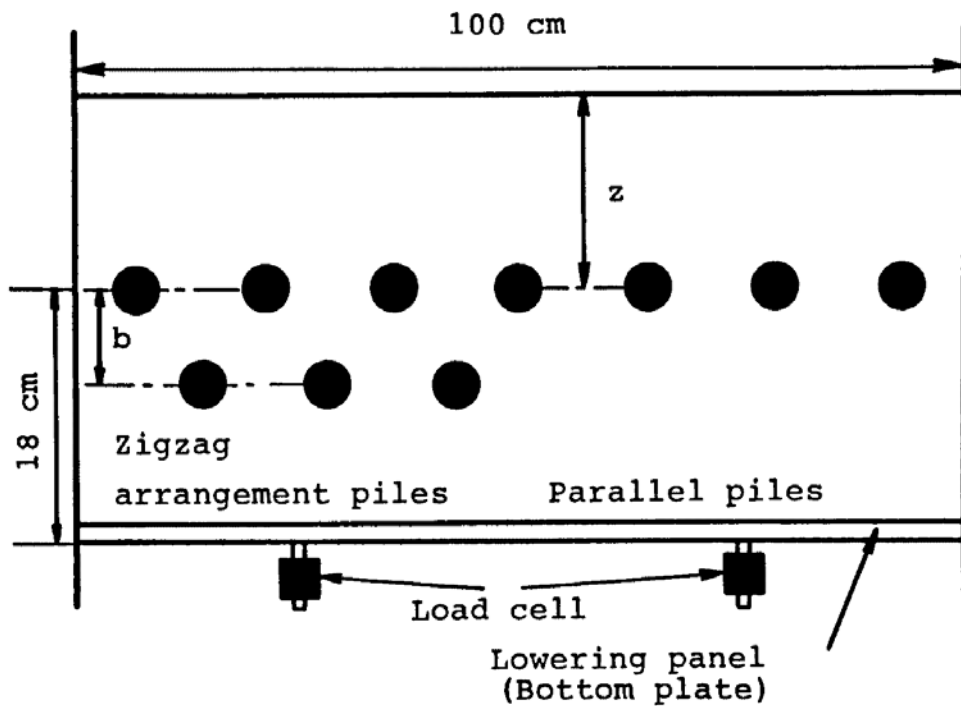 100 cm
z
b
18 cm
Zigzag
arrangement piles
Parallel piles
Load cell
Lowering panel
(Bottom plate)